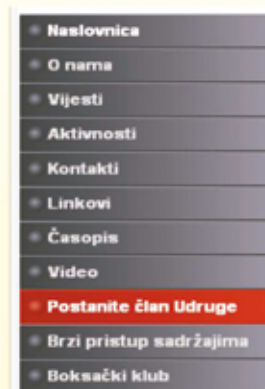 Naslovnica
O nama
Vijesti
Aktivnosti
Kontakti
Linkovi
Časopis
Video
Postanite član Udruge
Brzi pristup sadržajima
Boksački klub